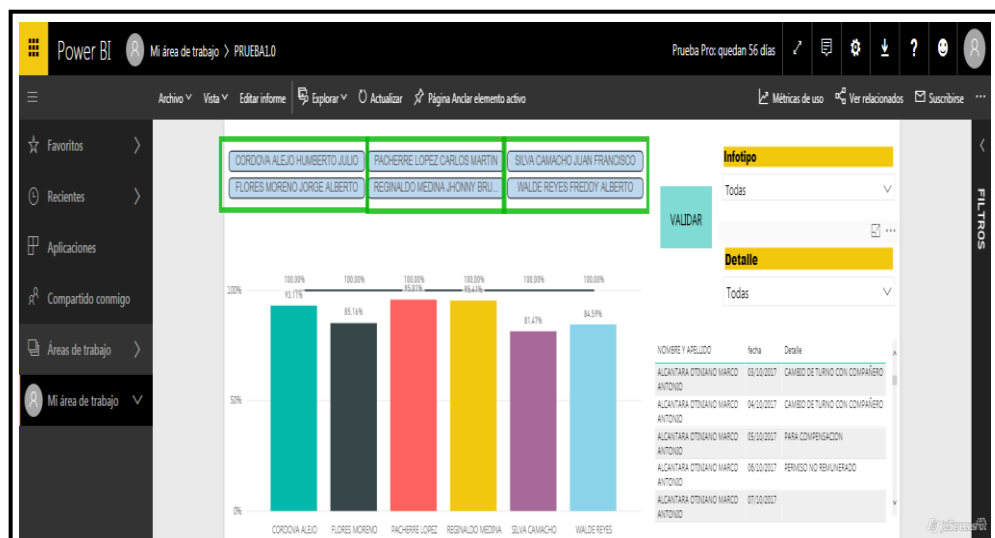 Power BI Mi área de trabajo > PRUEBA1.0 Prueba Pro: quedan 56 días
Archivo Vista Editar informe Explorar Actualizar Página Anclar elemento activo Métricas de uso Ver relacionados Suscribirse
Favoritos
Recientes
Aplicaciones
Compartido conmigo
Áreas de trabajo
Mi área de trabajo
CORDOVA ALEJO HUMBERTO JULIO PACHERRE LOPEZ CARLOS MARTIN SILVA CAMACHO JUAN FRANCISCO
FLORES MORENO JORGE ALBERTO REGINALDO MEDINA JHONNY BRU... WALDE REYES FREDDY ALBERTO
VALIDAR
Infotipo
Todas
Detalle
Todas
FILTROS
100,00% 100,00% 100,00% 100,00% 100,00% 100,00%
100%
93,11% 85,16% 95,81% 95,41% 81,47% 84,59%
50%
0%
CORDOVA ALEJO FLORES MORENO PACHERRE LOPEZ REGINALDO MEDINA SILVA CAMACHO WALDE REYES
NOMBRE Y APELLIDO fecha Detalle
ALCANTARA OTINIANO MARCO 03/10/2017 CAMBIO DE TURNO CON COMPAÑERO
ANTONIO
ALCANTARA OTINIANO MARCO 04/10/2017 CAMBIO DE TURNO CON COMPAÑERO
ANTONIO
ALCANTARA OTINIANO MARCO 05/10/2017 PARA COMPENSACION
ANTONIO
ALCANTARA OTINIANO MARCO 06/10/2017 PERMISO NO REMUNERADO
ANTONIO
ALCANTARA OTINIANO MARCO 07/10/2017
ANTONIO